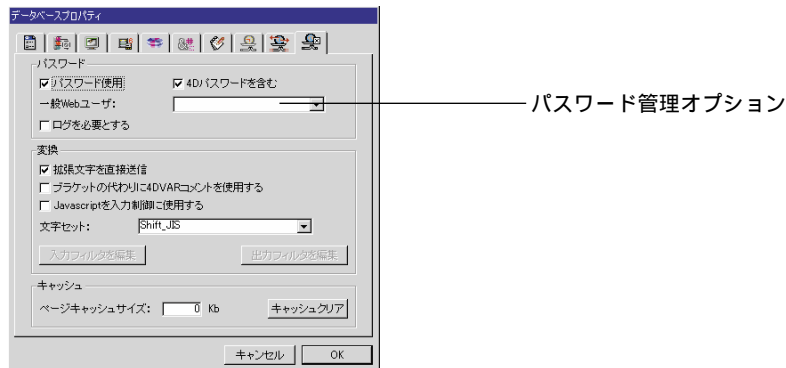 データベースプロパティ
パスワード
パスワード使用
4Dパスワードを含む
一般Webユーザ:
パスワード管理オプション
ログを必要とする
変換
拡張文字を直接送信
ブラケットの代わりに4DVARコメントを使用する
Javascriptを入力制御に使用する
文字セット:
Shift_JIS
入力フィルタを編集
出力フィルタを編集
キャッシュ
ページキャッシュサイズ: 0 Kb
キャッシュクリア
キャンセル
OK